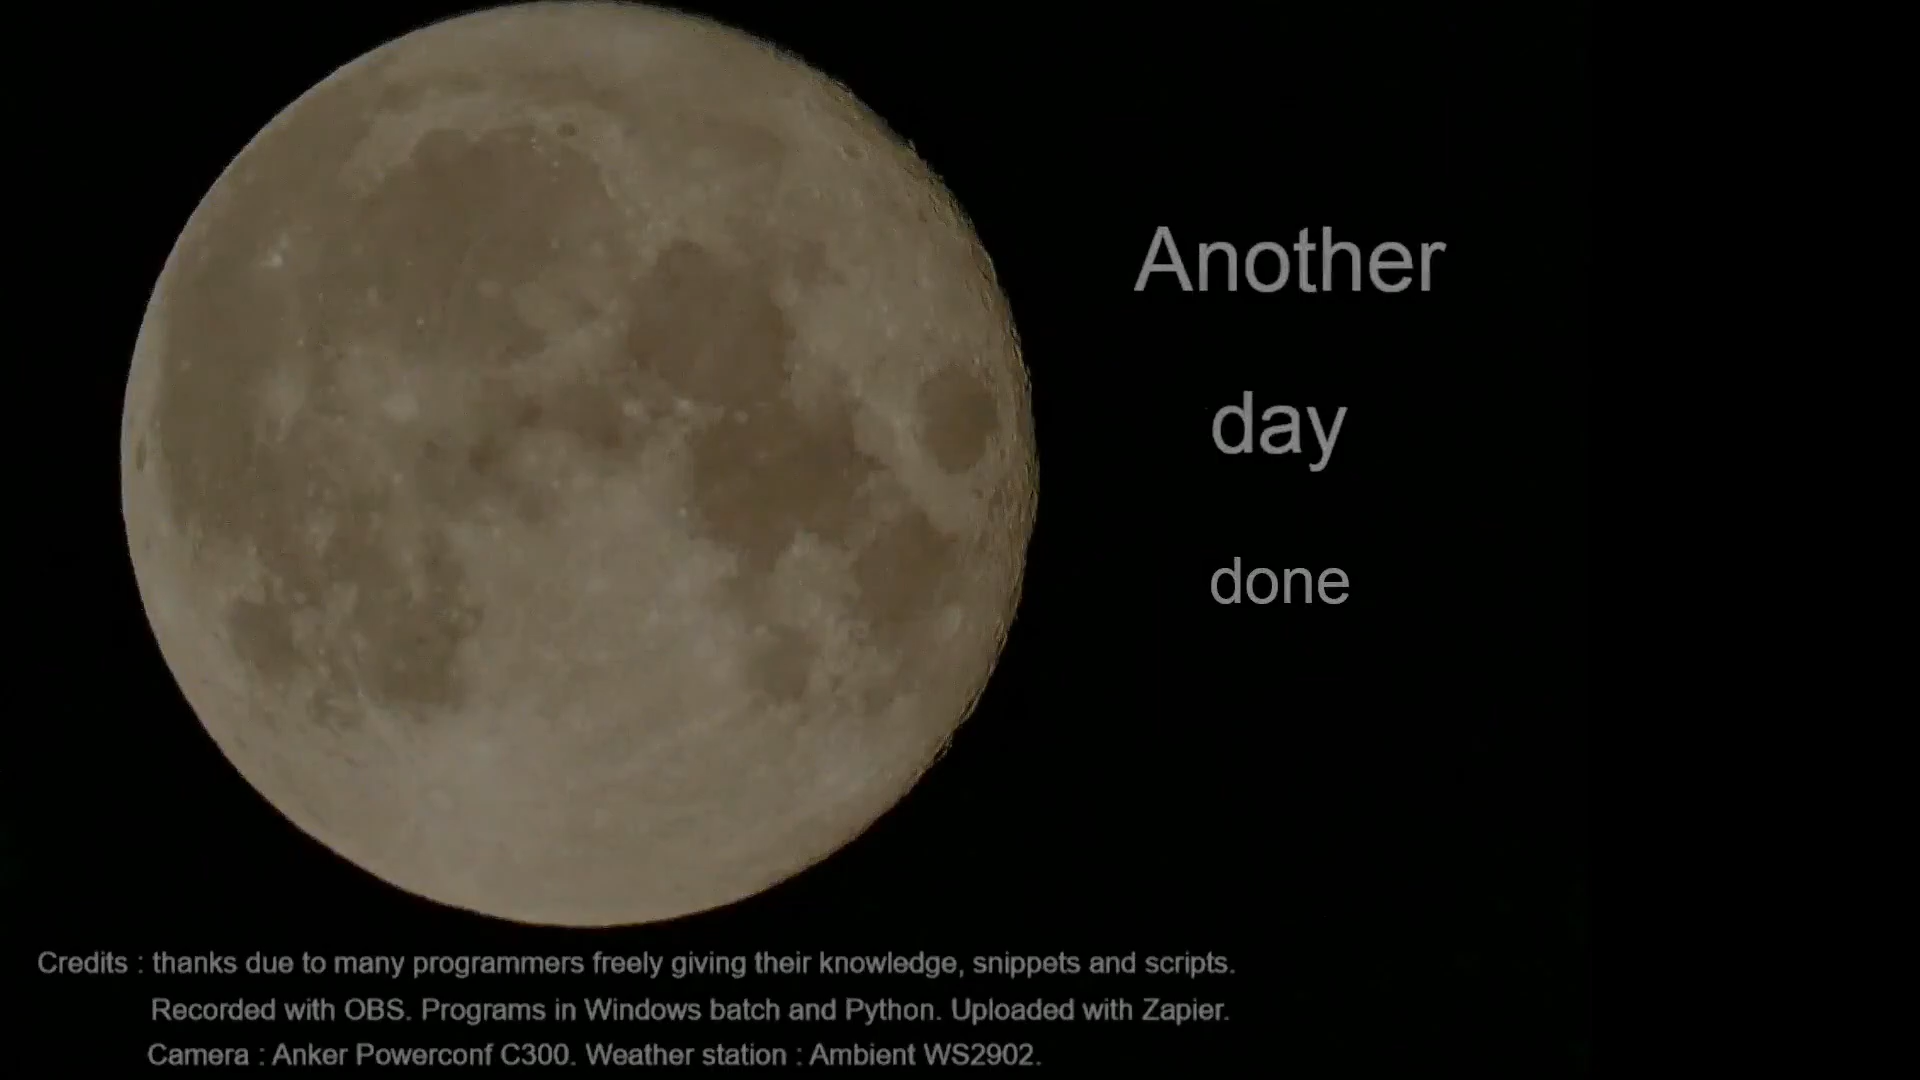 Another
day
done
Credits : thanks due to many programmers freely giving their knowledge, snippets and scripts.
Recorded with OBS. Programs in Windows batch and Python. Uploaded with Zapier.
Camera : Anker Powerconf C300. Weather station : Ambient WS2902.